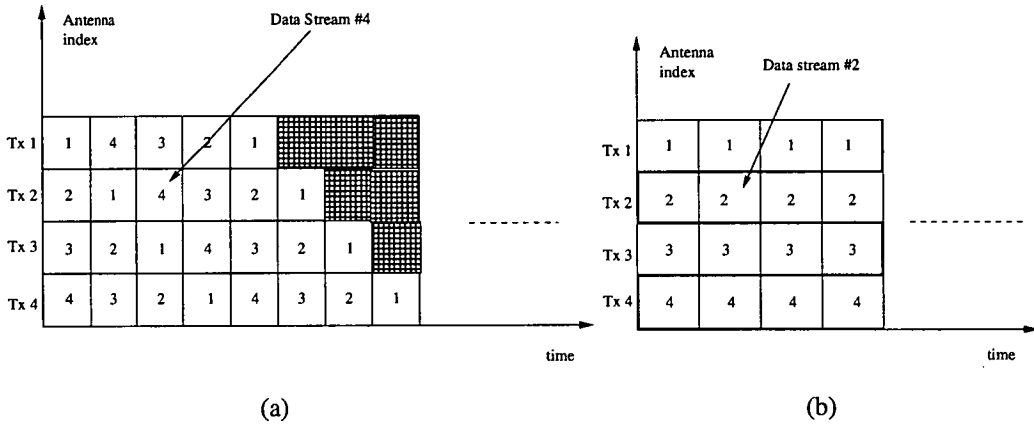 Antenna
index
Data Stream #4
Tx 1 1 4 3 2 1
Tx 2 2 1 4 3 2 1
Tx 3 3 2 1 4 3 2 1
Tx 4 4 3 2 1 4 3 2 1
time
(a)
Antenna
index
Data stream #2
Tx 1 1 1 1 1
Tx 2 2 2 2 2
Tx 3 3 3 3 3
Tx 4 4 4 4 4
time
(b)